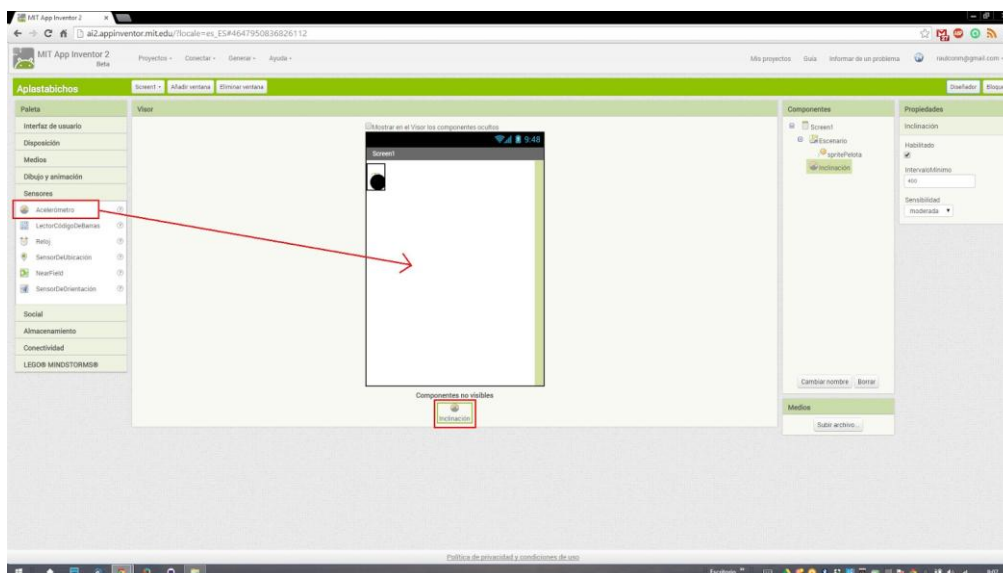 MIT App Inventor 2
ai2.appinventor.mit.edu/?locale=es_ES#4647950836826112
MIT App Inventor 2
Beta
Proyectos
Conectar
Generar
Ayuda
Mis proyectos
Guía
Informar de un problema
Aplastabichos
Screen1
Añadir ventana
Eliminar ventana
Diseñador
Paleta
Interfaz de usuario
Disposición
Medios
Dibujo y animación
Sensores
Acelerómetro
LectorCódigoDeBarras
Reloj
SensorDeUbicación
NearField
SensorDeOrientación
Social
Almacenamiento
Conectividad
LEGO® MINDSTORMS®
Visor
Mostrar en el Visor los componentes ocultos
9:48
Screen1
Componentes no visibles
Inclinación
Componentes
Screen1
Escenario
spritePelota
Inclinación
Cambiar nombre
Borrar
Medios
Subir archivo...
Propiedades
Inclinación
Habilitado
IntervaloMínimo
400
Sensibilidad
moderada
Política de privacidad y condiciones de uso
Escritorio
9:07